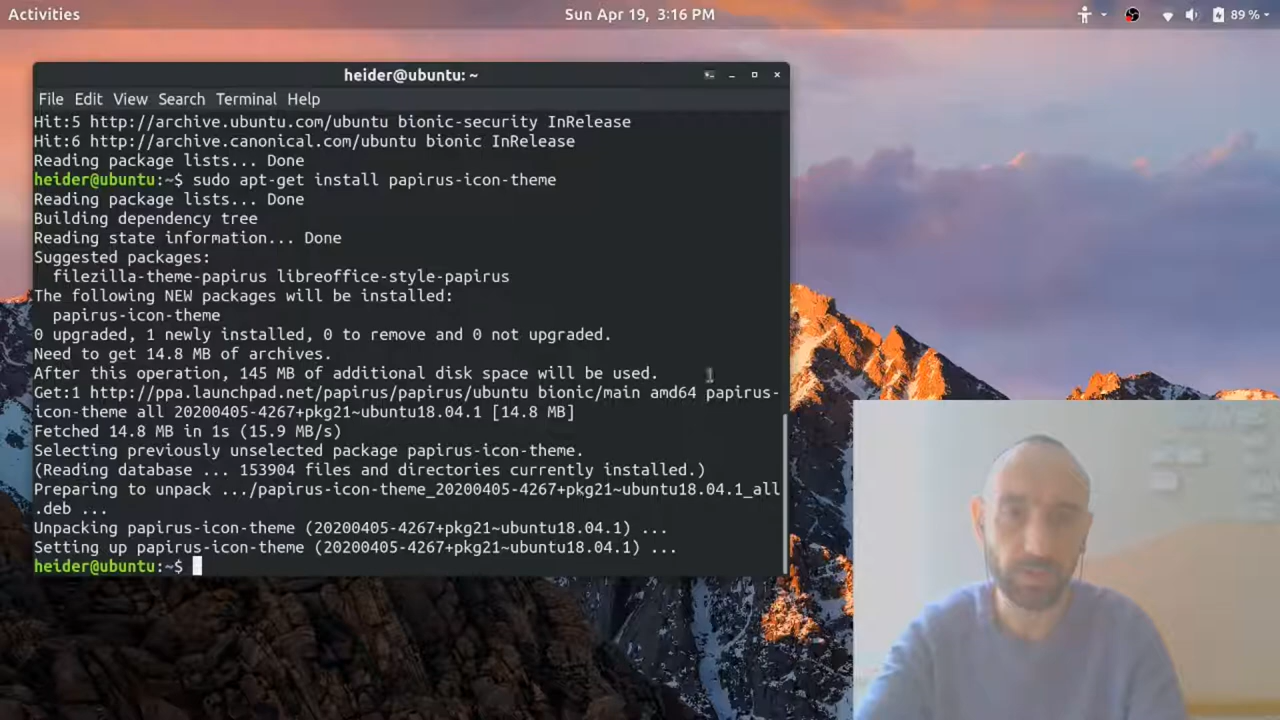 Activities
Sun Apr 19, 3:16 PM
89 %
heider@ubuntu: ~
File Edit View Search Terminal Help
Hit:5 http://archive.ubuntu.com/ubuntu bionic-security InRelease
Hit:6 http://archive.canonical.com/ubuntu bionic InRelease
Reading package lists... Done
heider@ubuntu:~$ sudo apt-get install papirus-icon-theme
Reading package lists... Done
Building dependency tree
Reading state information... Done
Suggested packages:
filezilla-theme-papirus libreoffice-style-papirus
The following NEW packages will be installed:
papirus-icon-theme
0 upgraded, 1 newly installed, 0 to remove and 0 not upgraded.
Need to get 14.8 MB of archives.
After this operation, 145 MB of additional disk space will be used.
Get:1 http://ppa.launchpad.net/papirus/papirus/ubuntu bionic/main amd64 papirus-
icon-theme all 20200405-4267+pkg21~ubuntu18.04.1 [14.8 MB]
Fetched 14.8 MB in 1s (15.9 MB/s)
Selecting previously unselected package papirus-icon-theme.
(Reading database ... 153904 files and directories currently installed.)
Preparing to unpack .../papirus-icon-theme_20200405-4267+pkg21~ubuntu18.04.1_all
.deb ...
Unpacking papirus-icon-theme (20200405-4267+pkg21~ubuntu18.04.1) ...
Setting up papirus-icon-theme (20200405-4267+pkg21~ubuntu18.04.1) ...
heider@ubuntu:~$